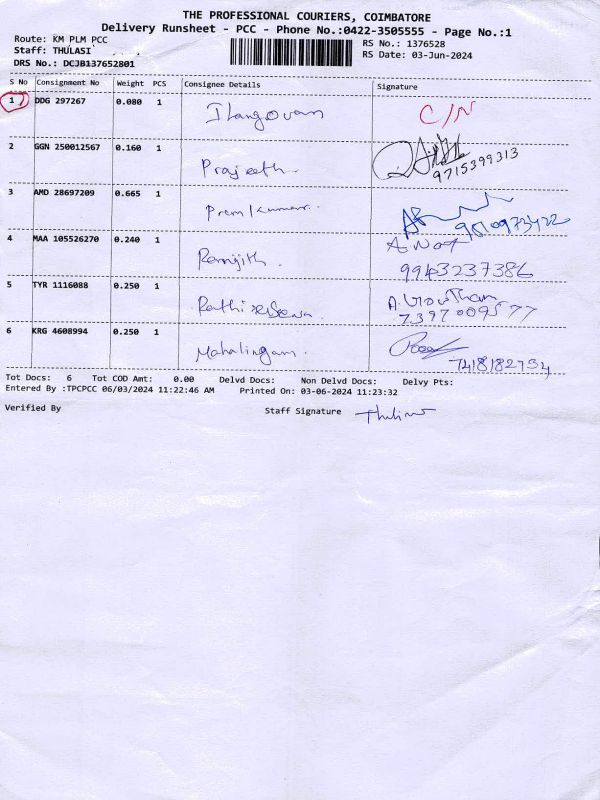 THE PROFESSIONAL COURIERS, COIMBATORE
Delivery Runsheet - PCC - Phone No.:0422-3505555 - Page No.:1
Route: KM PLM PCC RS No.: 1376528
Staff: THULASI RS Date: 03-Jun-2024
DRS No.: DCJB137652801
S No Consignment No Weight PCS Consignee Details Signature
1 DDG 297267 0.080 1 Ilangovan C/N
2 GGN 250012567 0.160 1 Prajeeth. 9715399313
3 AMD 28697209 0.665 1 Premkumar..
4 MAA 105526270 0.240 1 Ramjith. 9943237386
5 TYR 1116088 0.250 1 A. Gowtham
7397009577
6 KRG 4608994 0.250 1 Mahalingam.
7418182754
Tot Docs: 6 Tot COD Amt: 0.00 Delvd Docs: Non Delvd Docs: Delvy Pts:
Entered By :TPCPCC 06/03/2024 11:22:46 AM Printed On: 03-06-2024 11:23:32
Verified By Staff Signature